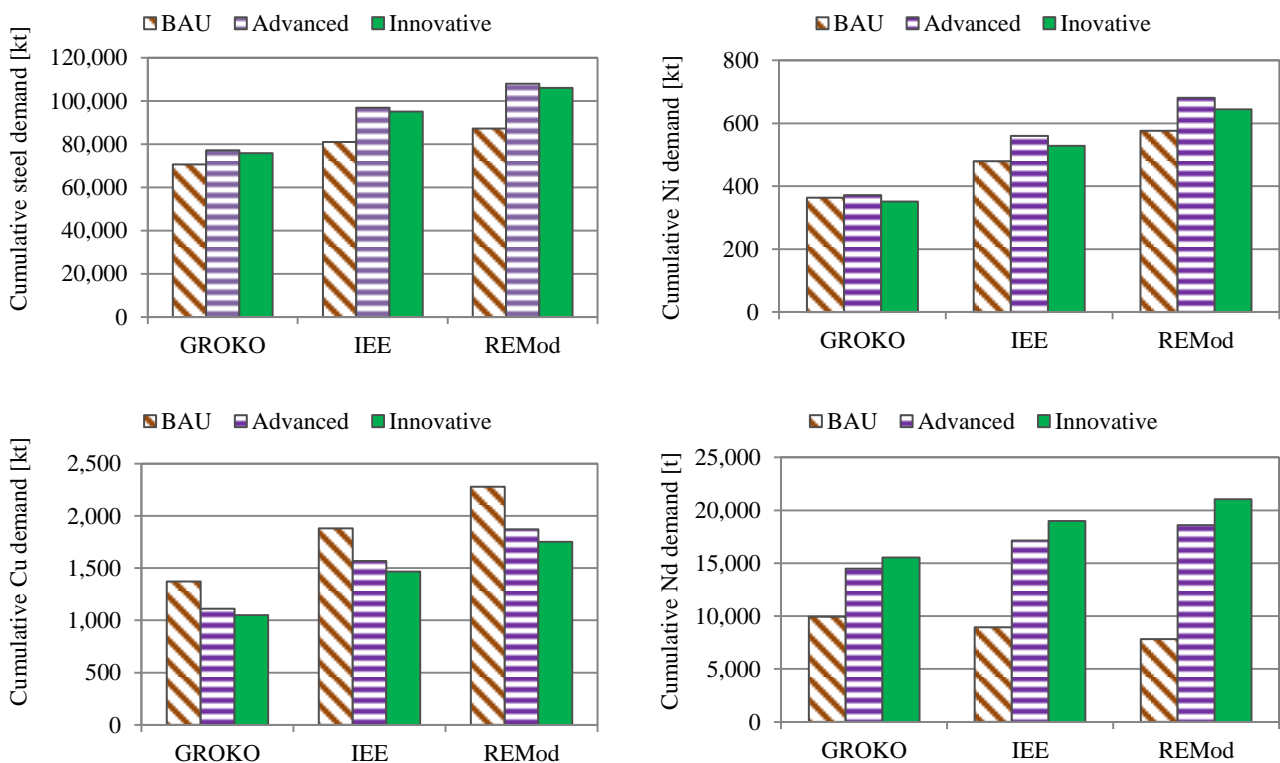 BAU Advanced Innovative
Cumulative steel demand [kt]
120,000
100,000
80,000
60,000
40,000
20,000
0
GROKO IEE REMod
BAU Advanced Innovative
Cumulative Ni demand [kt]
800
600
400
200
0
GROKO IEE REMod
BAU Advanced Innovative
Cumulative Cu demand [kt]
2,500
2,000
1,500
1,000
500
0
GROKO IEE REMod
BAU Advanced Innovative
Cumulative Nd demand [t]
25,000
20,000
15,000
10,000
5,000
0
GROKO IEE REMod